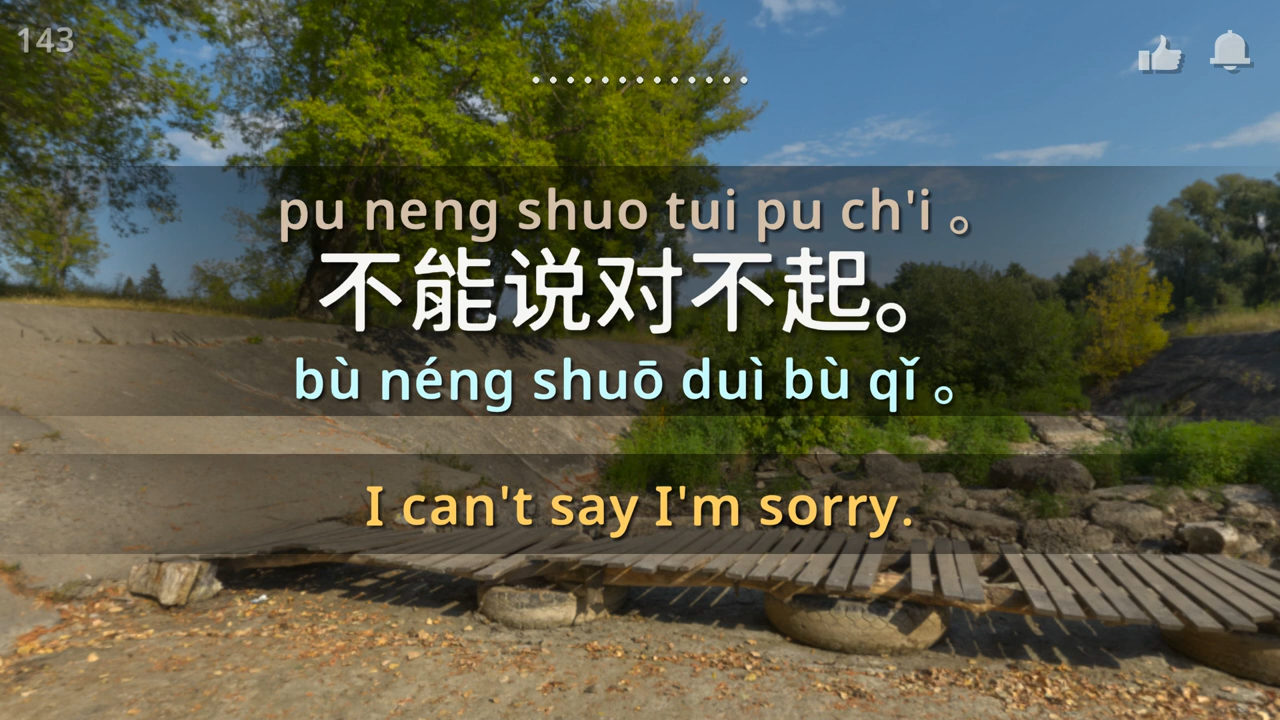 143
pu neng shuo tui pu ch'i 。
不能说对不起。
bù néng shuō duì bù qǐ 。
I can't say I'm sorry.